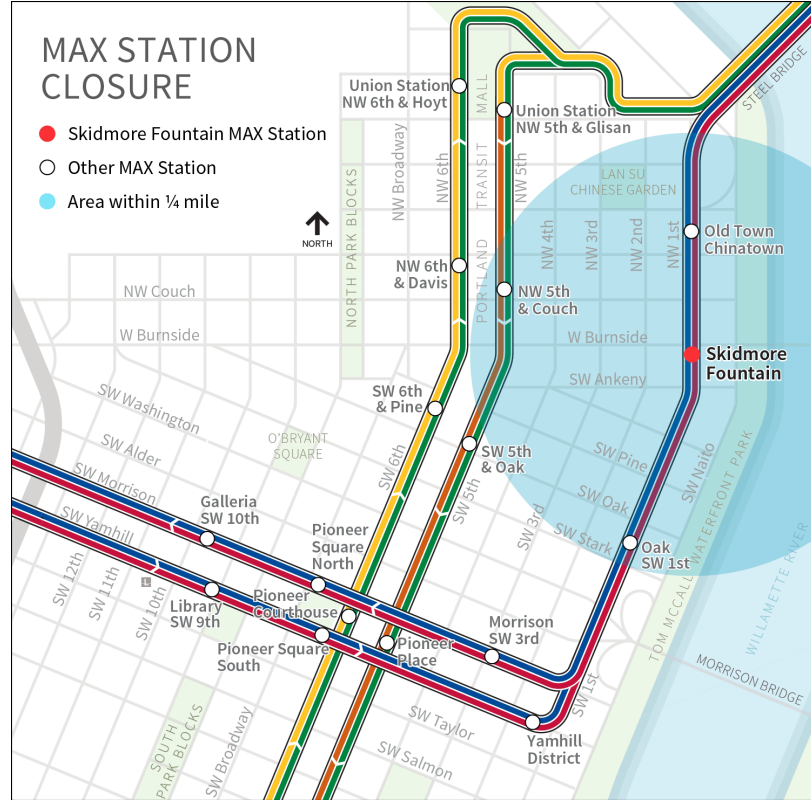 MAX STATION
CLOSURE
Skidmore Fountain MAX Station
Other MAX Station
Area within ¼ mile
NORTH
Union Station
NW 6th & Hoyt
Union Station
NW 5th & Glisan
STEEL BRIDGE
PORTLAND TRANSIT MALL
NW Broadway
NW 6th
NW 5th
NORTH PARK BLOCKS
LAN SU
CHINESE GARDEN
NW 4th
NW 3rd
NW 2nd
NW 1st
Old Town
Chinatown
NW 6th
& Davis
NW 5th
& Couch
NW Couch
W Burnside
W Burnside
SW Ankeny
Skidmore
Fountain
SW 6th
& Pine
SW Washington
SW Alder
SW Morrison
SW Yamhill
O'BRYANT
SQUARE
SW 6th
SW 5th
& Oak
SW 5th
SW 3rd
SW Pine
SW Oak
SW Stark
SW Naito
Oak
SW 1st
TOM MCCALL WATERFRONT PARK
WILLAMETTE RIVER
MORRISON BRIDGE
Galleria
SW 10th
Pioneer
Square
North
SW 12th
SW 11th
SW 10th
Library
SW 9th
Pioneer
Courthouse
Pioneer Square
South
Pioneer
Place
Morrison
SW 3rd
SW 1st
Yamhill
District
SW Taylor
SW Salmon
SOUTH
PARK BLOCKS
SW Broadway